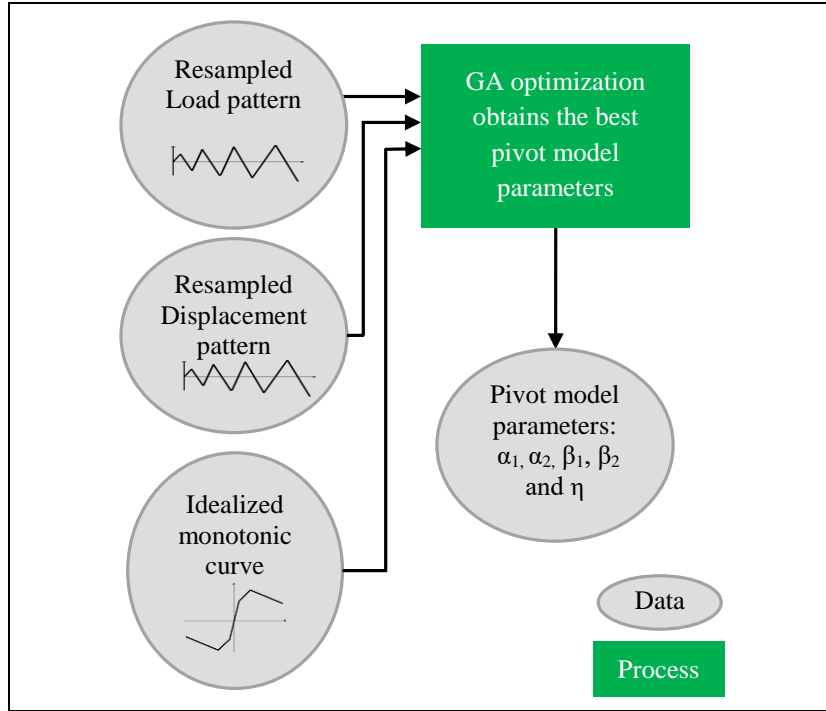 Resampled
Load pattern
GA optimization
obtains the best
pivot model
parameters
Resampled
Displacement
pattern
Pivot model
parameters:
α₁, α₂, β₁, β₂
and η
Idealized
monotonic
curve
Data
Process